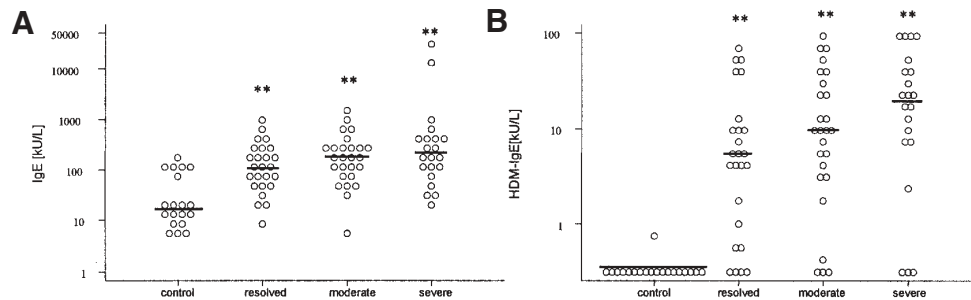 A
IgE [kU/L]
50000
10000
1000
100
10
1
**
**
**
control
resolved
moderate
severe
B
HDM-IgE[kU/L]
100
10
1
**
**
**
control
resolved
moderate
severe